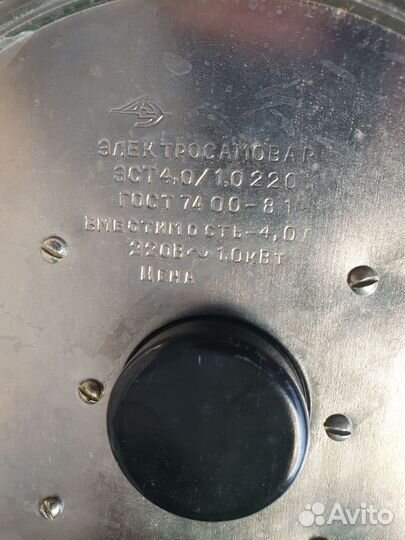 ЭЛЕКТРОСАМОВАР
ЭСТ4,0/1,0 220
ГОСТ 7400-81
ВМЕСТИМОСТЬ-4,0Л
220В~1.0кВт
ЦЕНА
Avito